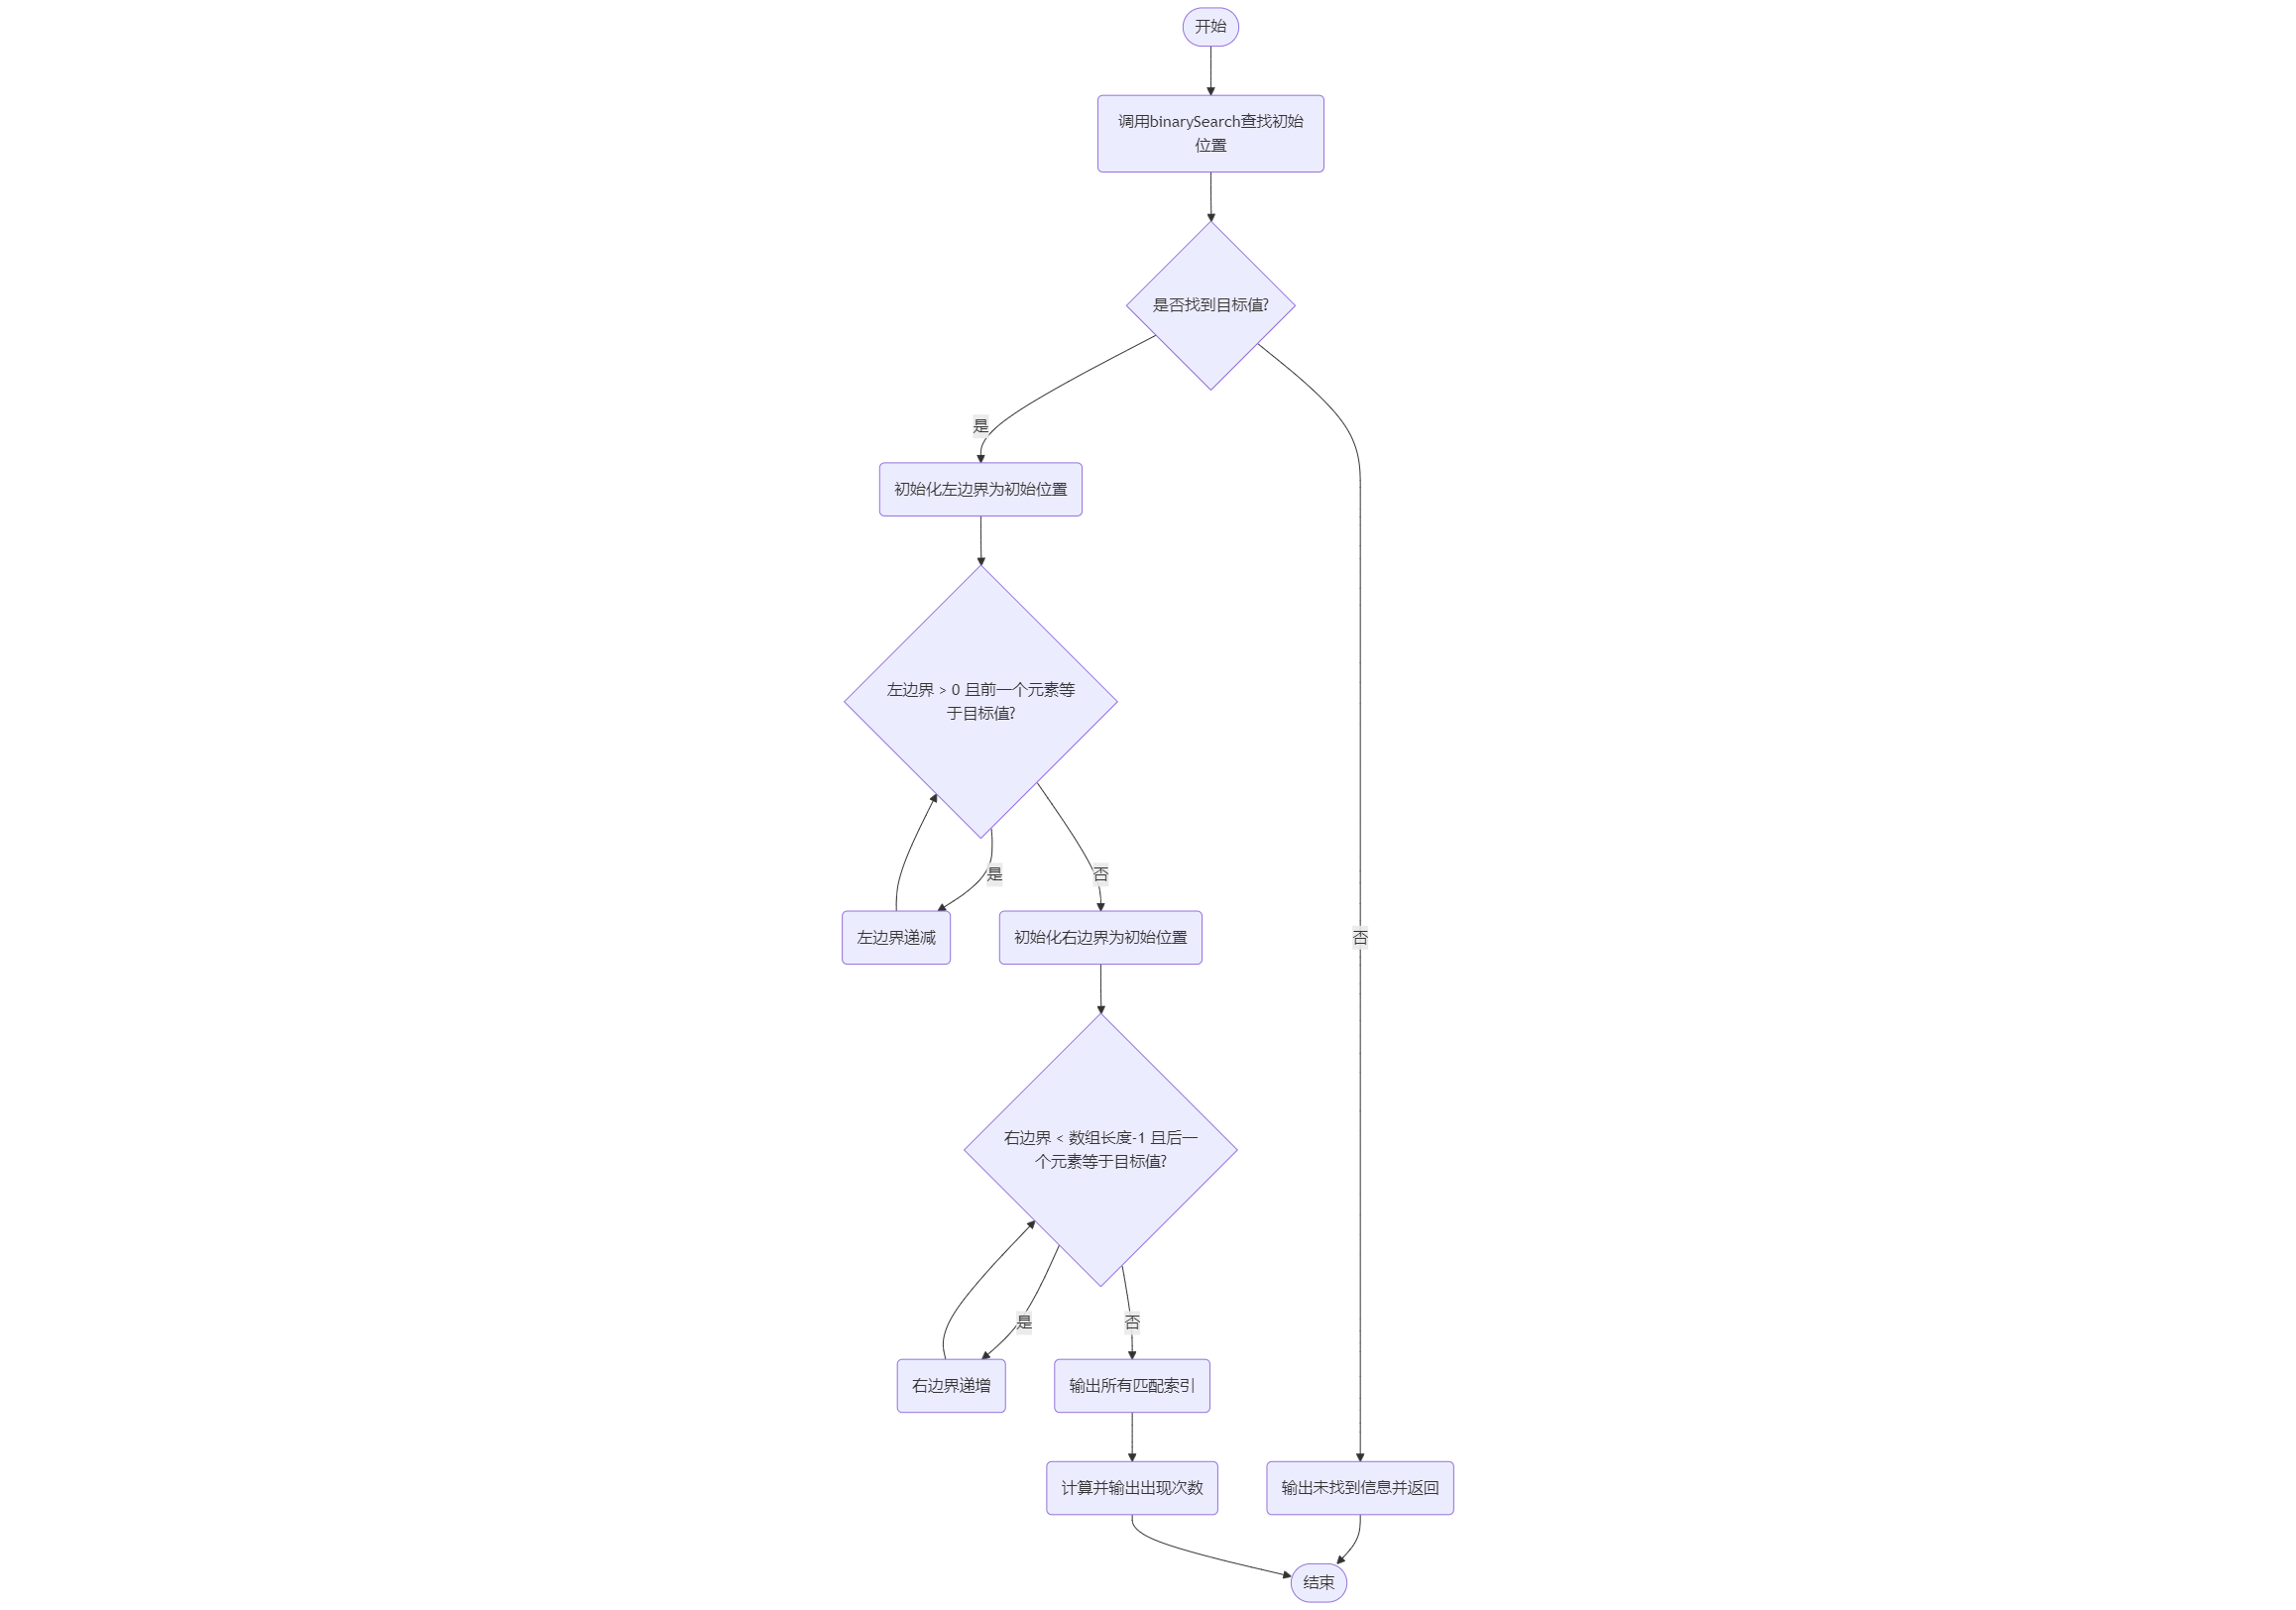 开始
调用binarySearch查找初始
位置
是否找到目标值?
是
初始化左边界为初始位置
左边界 > 0 且前一个元素等
于目标值?
是
否
左边界递减
初始化右边界为初始位置
否
右边界 < 数组长度-1 且后一
个元素等于目标值?
是
否
右边界递增
输出所有匹配索引
计算并输出出现次数
输出未找到信息并返回
结束